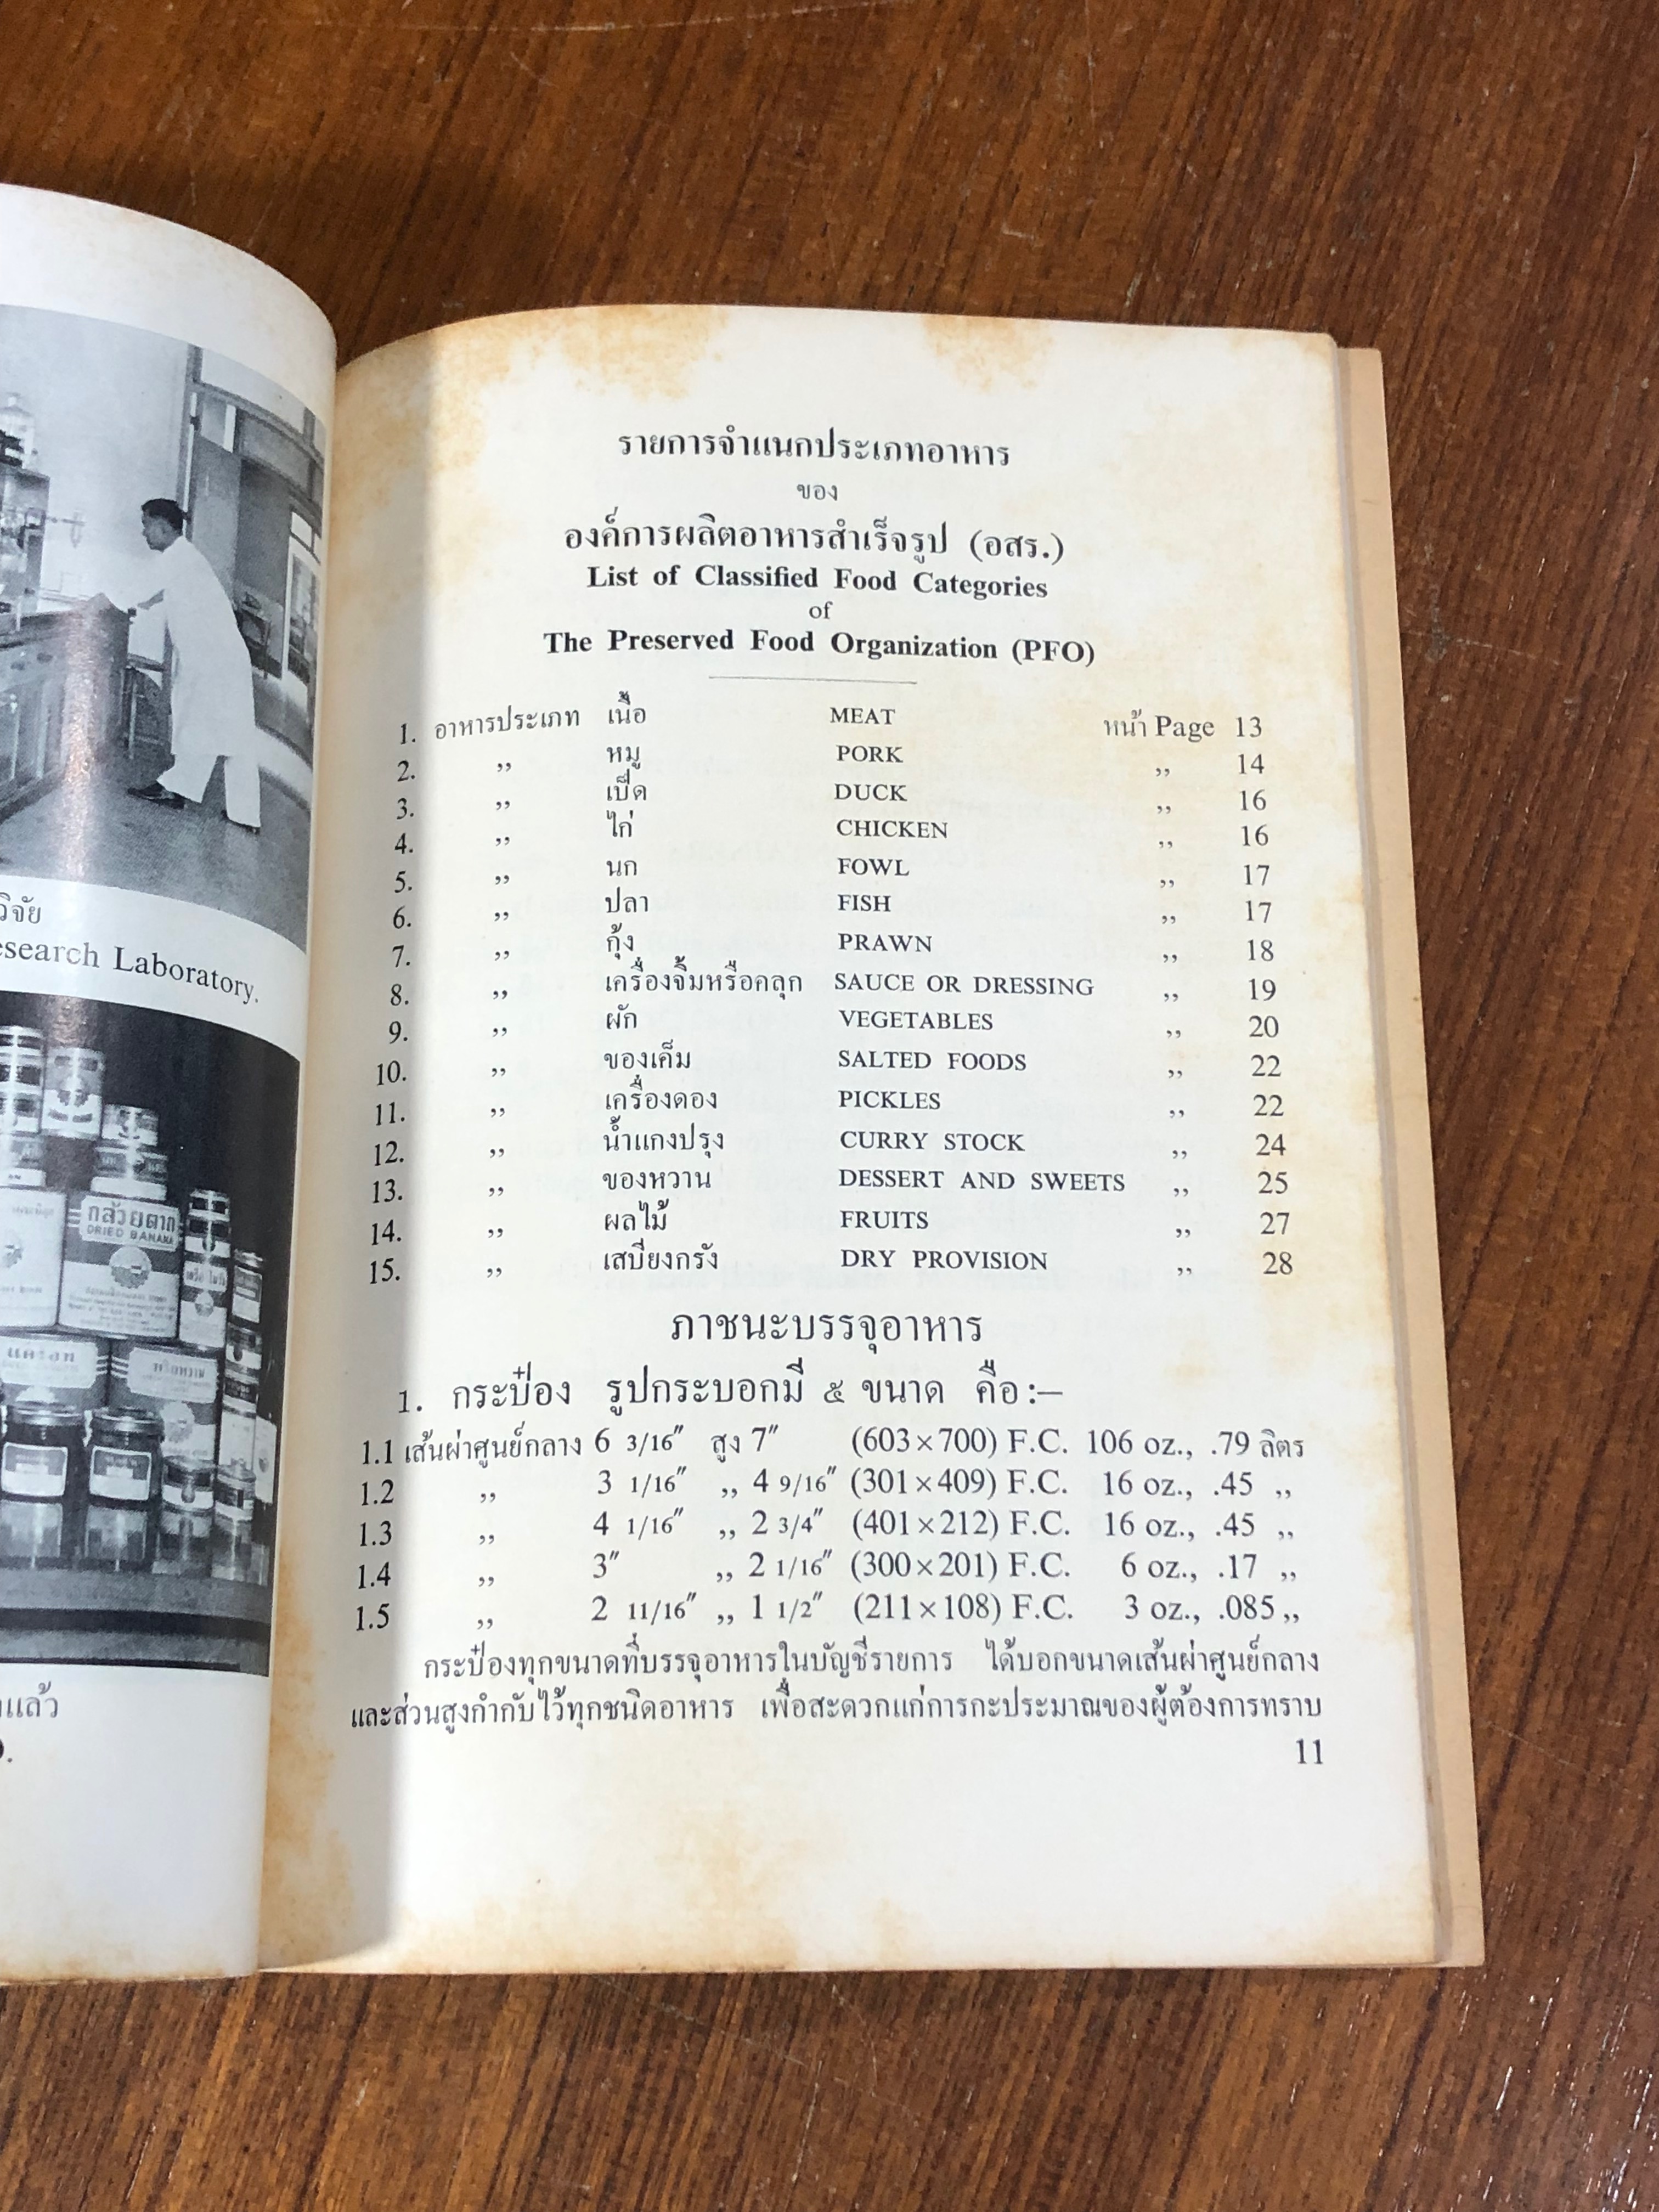 วิจัย
esearch Laboratory.
กล้วยตาก
DRIED BANANA
แล้ว
รายการจำแนกประเภทอาหาร
ของ
องค์การผลิตอาหารสำเร็จรูป (อสร.)
List of Classified Food Categories
of
The Preserved Food Organization (PFO)
1. อาหารประเภท เนื้อ MEAT หน้า Page 13
2. ,, หมู PORK ,, 14
3. ,, เป็ด DUCK ,, 16
4. ,, ไก่ CHICKEN ,, 16
5. ,, นก FOWL ,, 17
6. ,, ปลา FISH ,, 17
7. ,, กุ้ง PRAWN ,, 18
8. ,, เครื่องจิ้มหรือคลุก SAUCE OR DRESSING ,, 19
9. ,, ผัก VEGETABLES ,, 20
10. ,, ของเค็ม SALTED FOODS ,, 22
11. ,, เครื่องดอง PICKLES ,, 22
12. ,, น้ำแกงปรุง CURRY STOCK ,, 24
13. ,, ของหวาน DESSERT AND SWEETS ,, 25
14. ,, ผลไม้ FRUITS ,, 27
15. ,, เสบียงกรัง DRY PROVISION ,, 28
ภาชนะบรรจุอาหาร
1. กระป๋อง รูปกระบอกมี ๕ ขนาด คือ :—
1.1 เส้นผ่าศูนย์กลาง 6 3/16″ สูง 7″ (603×700) F.C. 106 oz., .79 ลิตร
1.2 ,, 3 1/16″ ,, 4 9/16″ (301×409) F.C. 16 oz., .45 ,,
1.3 ,, 4 1/16″ ,, 2 3/4″ (401×212) F.C. 16 oz., .45 ,,
1.4 ,, 3″ ,, 2 1/16″ (300×201) F.C. 6 oz., .17 ,,
1.5 ,, 2 11/16″ ,, 1 1/2″ (211×108) F.C. 3 oz., .085 ,,
กระป๋องทุกขนาดที่บรรจุอาหารในบัญชีรายการ ได้บอกขนาดเส้นผ่าศูนย์กลาง
และส่วนสูงกำกับไว้ทุกชนิดอาหาร เพื่อสะดวกแก่การกะประมาณของผู้ต้องการทราบ
11